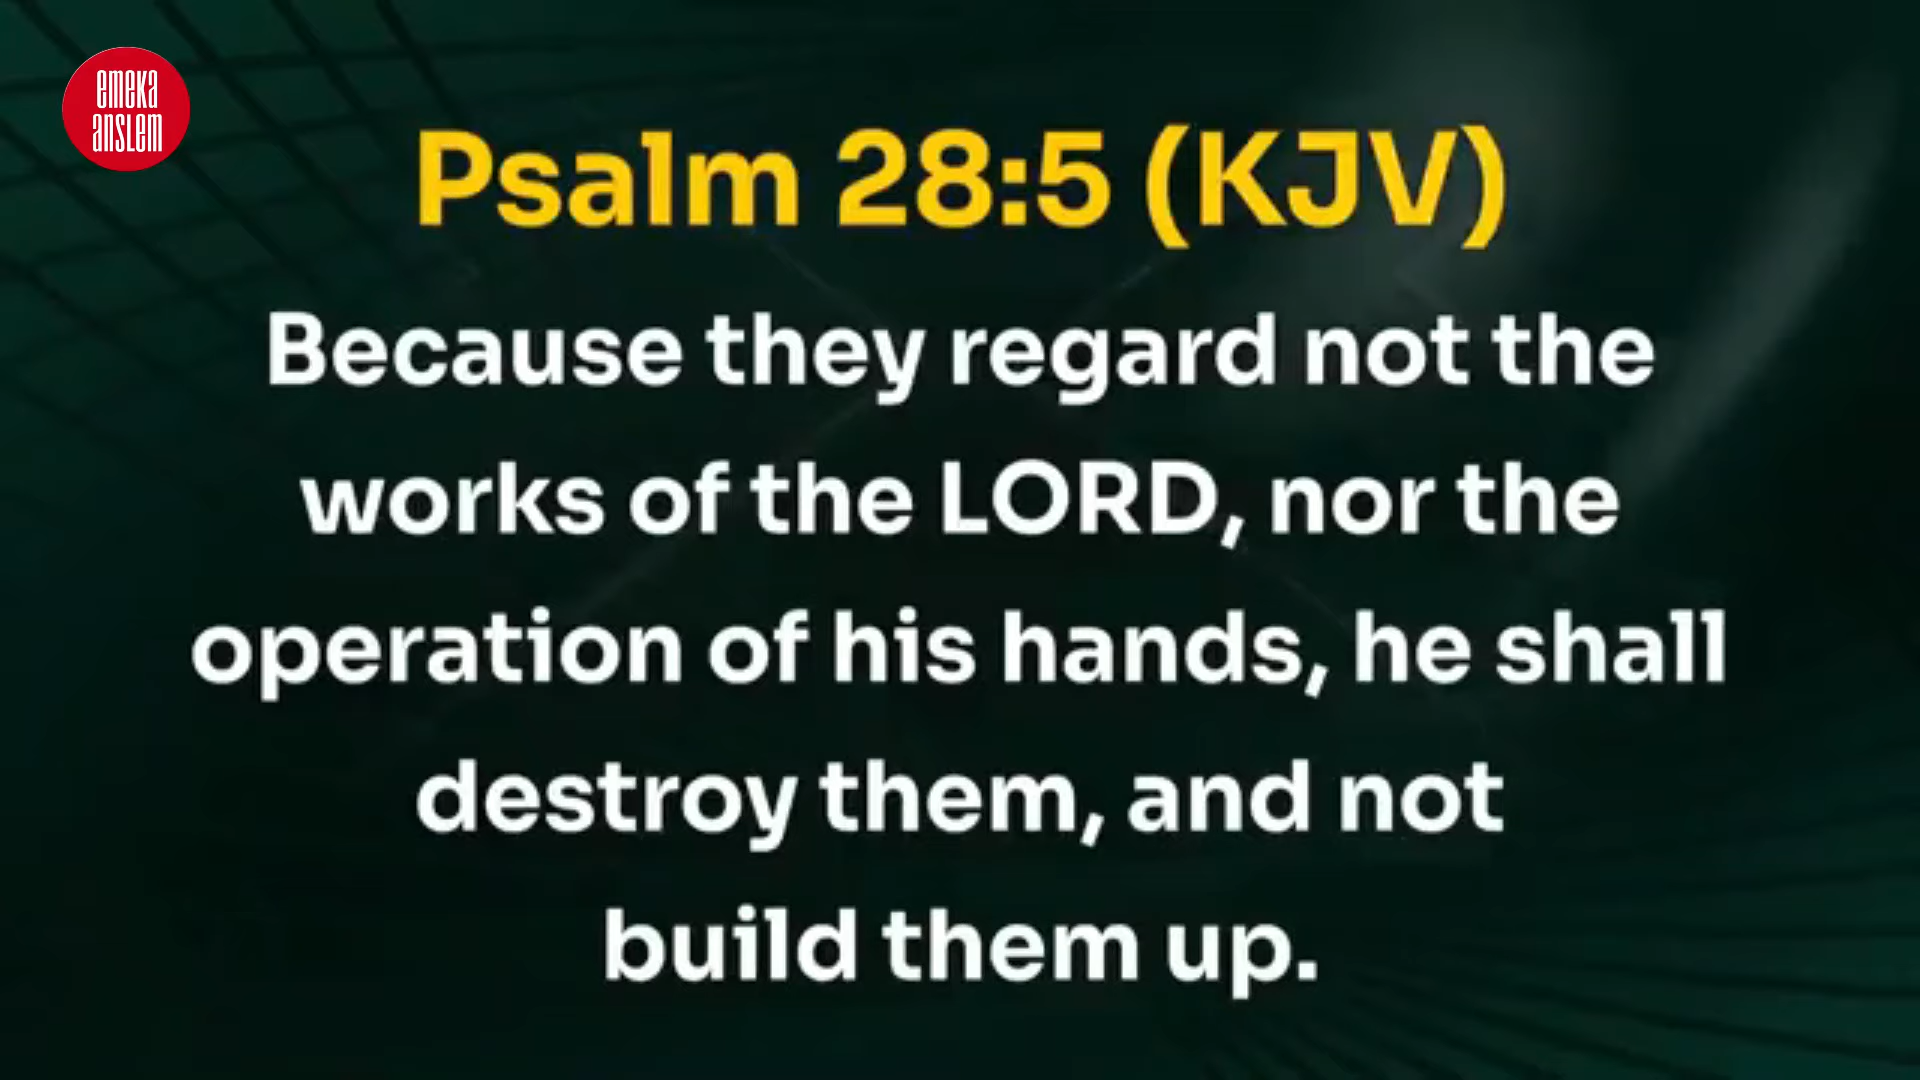 emeka
anslem
Psalm 28:5 (KJV)
Because they regard not the
works of the LORD, nor the
operation of his hands, he shall
destroy them, and not
build them up.